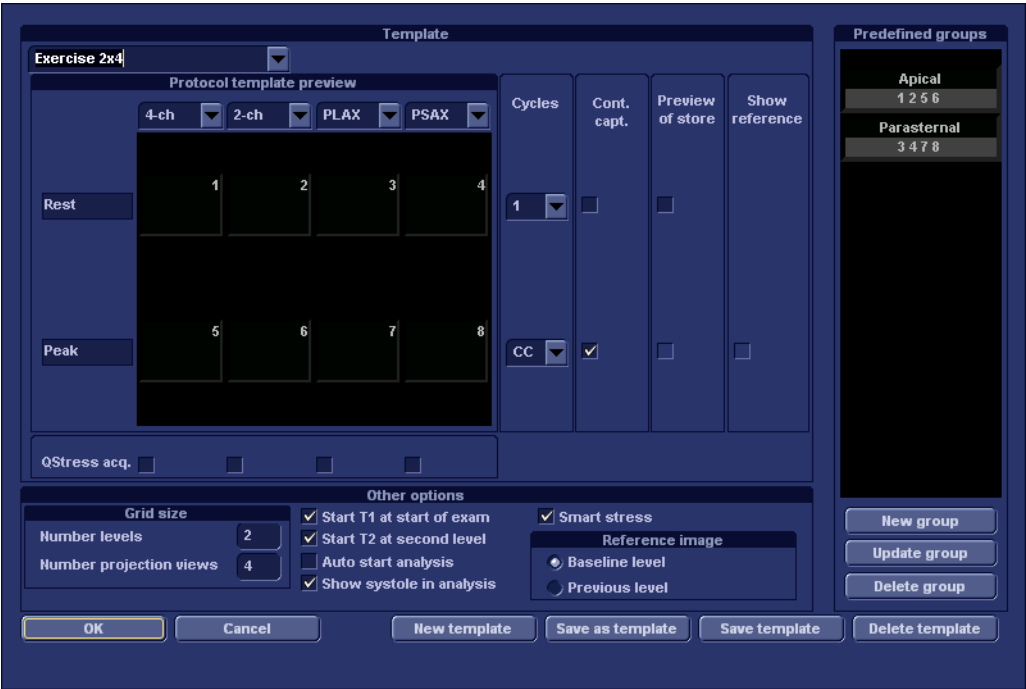 Template
Predefined groups
Exercise 2x4
Protocol template preview
4-ch 2-ch PLAX PSAX
Cycles
Cont. capt.
Preview of store
Show reference
Apical
1 2 5 6
Parasternal
3 4 7 8
Rest
1 2 3 4
1
Peak
5 6 7 8
CC
QStress acq.
Other options
Grid size
Number levels 2
Number projection views 4
Start T1 at start of exam
Start T2 at second level
Auto start analysis
Show systole in analysis
Smart stress
Reference image
Baseline level
Previous level
New group
Update group
Delete group
OK Cancel New template Save as template Save template Delete template